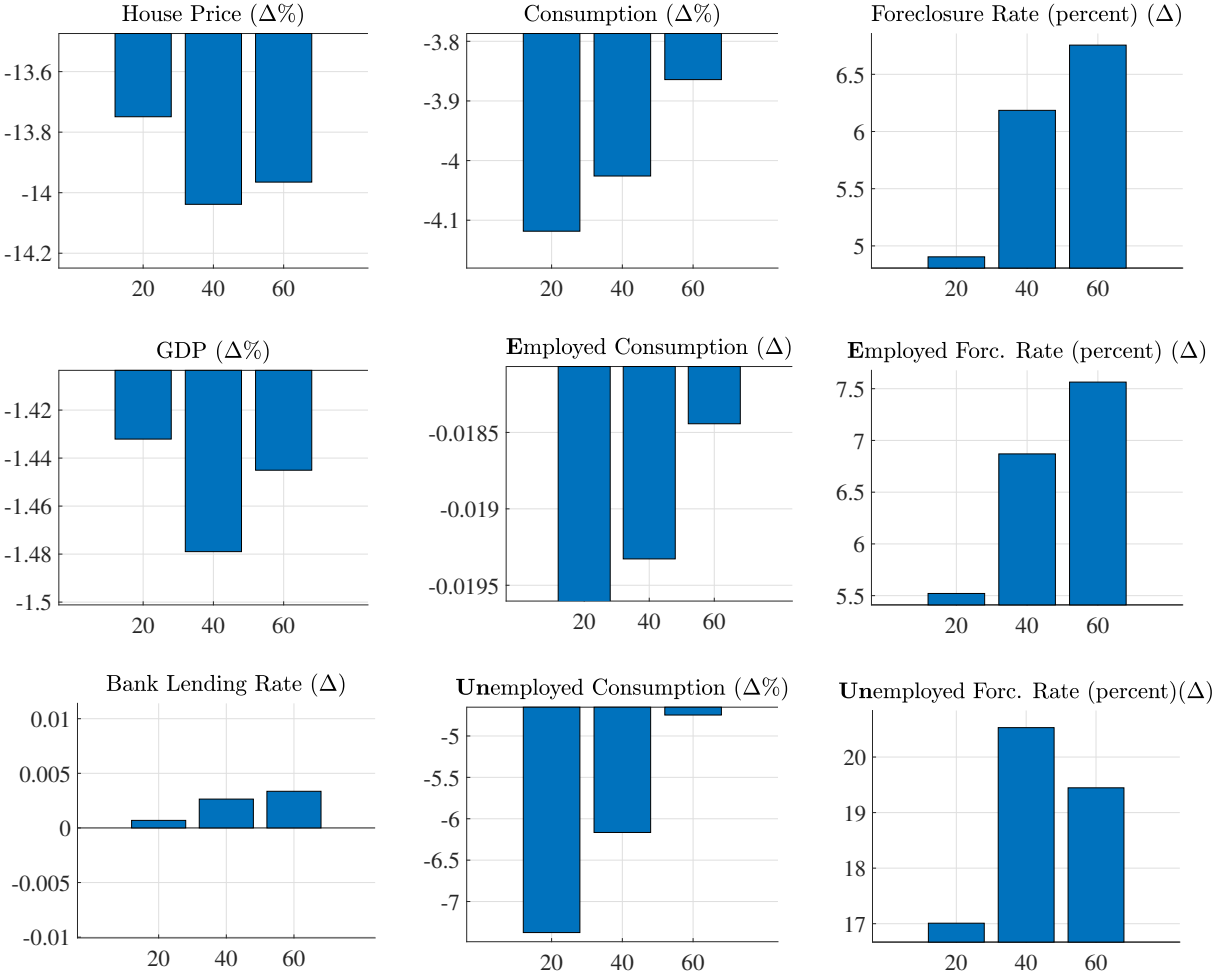 House Price (Δ%)
-13.6
-13.8
-14
-14.2
20 40 60
Consumption (Δ%)
-3.8
-3.9
-4
-4.1
20 40 60
Foreclosure Rate (percent) (Δ)
6.5
6
5.5
5
20 40 60
GDP (Δ%)
-1.42
-1.44
-1.46
-1.48
-1.5
20 40 60
Employed Consumption (Δ)
-0.0185
-0.019
-0.0195
20 40 60
Employed Forc. Rate (percent) (Δ)
7.5
7
6.5
6
5.5
20 40 60
Bank Lending Rate (Δ)
0.01
0.005
0
-0.005
-0.01
20 40 60
Unemployed Consumption (Δ%)
-5
-5.5
-6
-6.5
-7
20 40 60
Unemployed Forc. Rate (percent)(Δ)
20
19
18
17
20 40 60